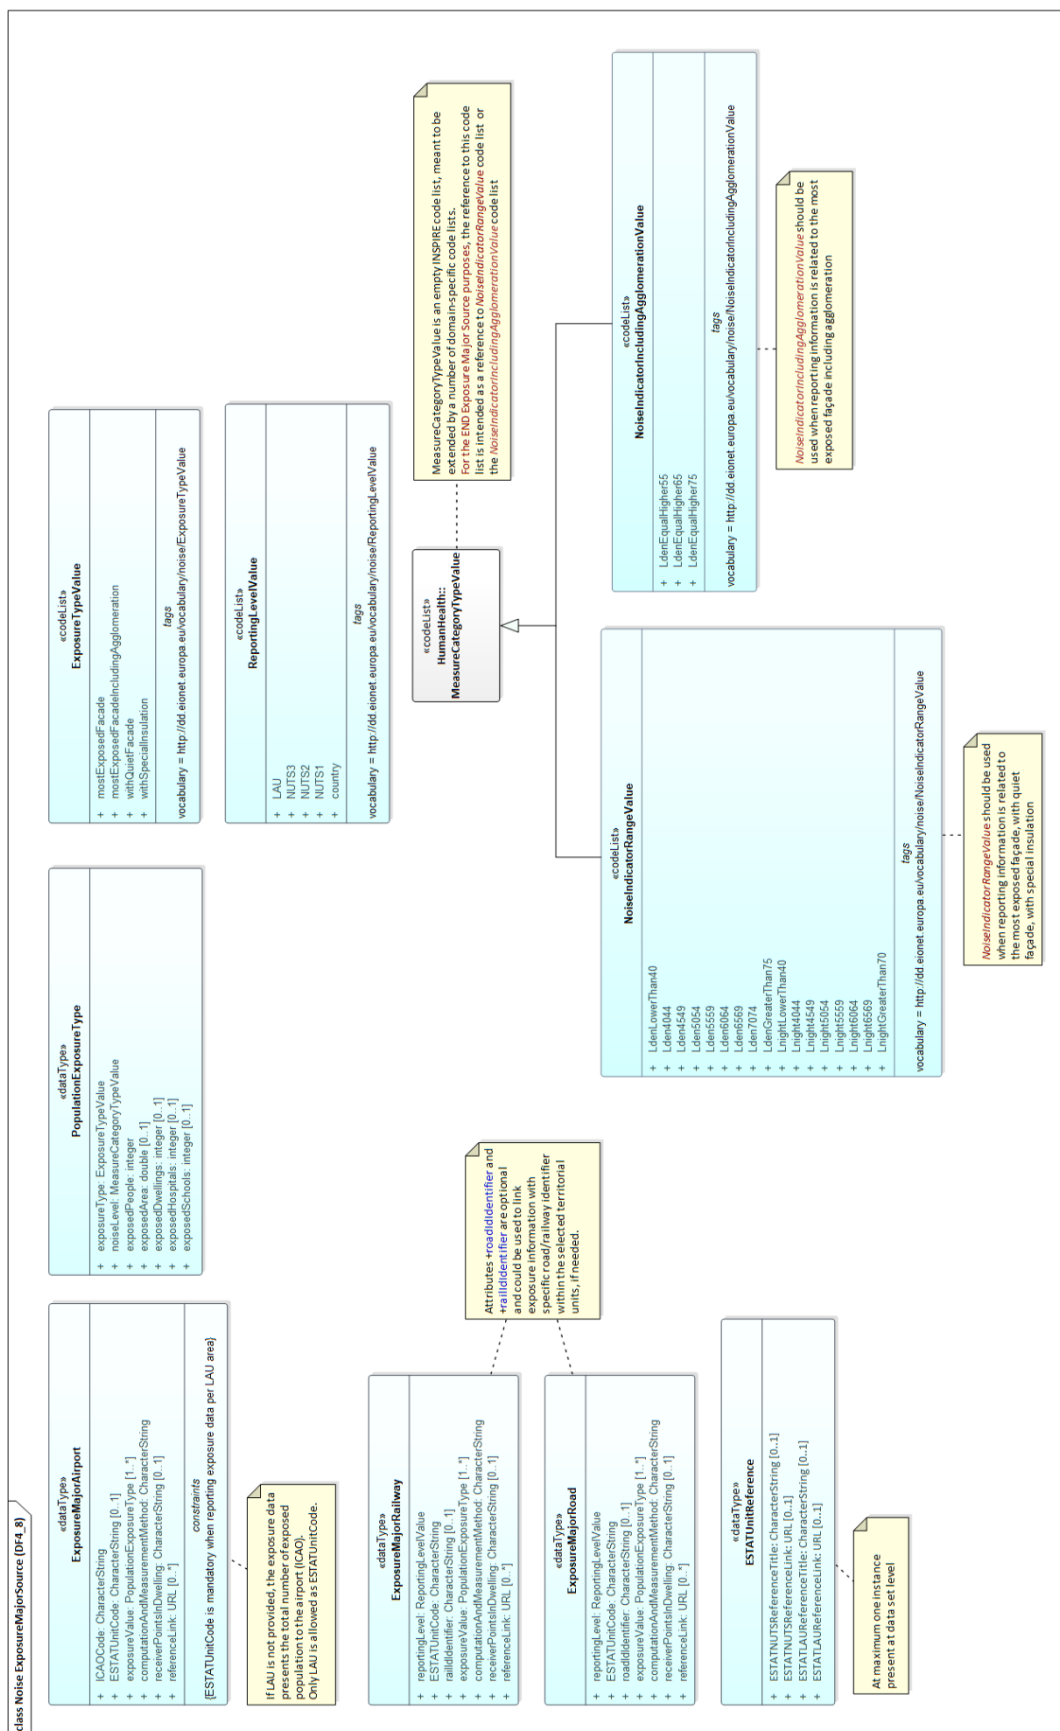 class Noise ExposureMajorSource (DF4_8)
«dataType»
ExposureMajorAirport
+ ICAOCode: CharacterString
+ ESTATUnitCode: CharacterString [0..1]
+ exposureValue: PopulationExposureType [1..*]
+ computationAndMeasurementMethod: CharacterString
+ receiverPointsInDwelling: CharacterString [0..1]
+ referenceLink: URL [0..*]
constraints
{ESTATUnitCode is mandatory when reporting exposure data per LAU area}
If LAU is not provided, the exposure data
presents the total number of exposed
population to the airport (ICAO).
Only LAU is allowed as ESTATUnitCode.
«dataType»
ExposureMajorRailway
+ reportingLevel: ReportingLevelValue
+ ESTATUnitCode: CharacterString
+ railIdIdentifier: CharacterString [0..1]
+ exposureValue: PopulationExposureType [1..*]
+ computationAndMeasurementMethod: CharacterString
+ receiverPointsInDwelling: CharacterString [0..1]
+ referenceLink: URL [0..*]
«dataType»
ExposureMajorRoad
+ reportingLevel: ReportingLevelValue
+ ESTATUnitCode: CharacterString
+ roadIdIdentifier: CharacterString [0..1]
+ exposureValue: PopulationExposureType [1..*]
+ computationAndMeasurementMethod: CharacterString
+ receiverPointsInDwelling: CharacterString [0..1]
+ referenceLink: URL [0..*]
«dataType»
ESTATUnitReference
+ ESTATNUTSReferenceTitle: CharacterString [0..1]
+ ESTATNUTSReferenceLink: URL [0..1]
+ ESTATLAUReferenceTitle: CharacterString [0..1]
+ ESTATLAUReferenceLink: URL [0..1]
At maximum one instance
present at data set level
Attributes +roadIdIdentifier and
+railIdIdentifier are optional
and could be used to link
exposure information with
specific road/railway identifier
within the selected territorial
units, if needed.
«dataType»
PopulationExposureType
+ exposureType: ExposureTypeValue
+ noiseLevel: MeasureCategoryTypeValue
+ exposedPeople: integer
+ exposedArea: double [0..1]
+ exposedDwellings: integer [0..1]
+ exposedHospitals: integer [0..1]
+ exposedSchools: integer [0..1]
«codeList»
ExposureTypeValue
+ mostExposedFacade
+ mostExposedFacadeIncludingAgglomeration
+ withQuietFacade
+ withSpecialInsulation
tags
vocabulary = http://dd.eionet.europa.eu/vocabulary/noise/ExposureTypeValue
«codeList»
ReportingLevelValue
+ LAU
+ NUTS3
+ NUTS2
+ NUTS1
+ country
tags
vocabulary = http://dd.eionet.europa.eu/vocabulary/noise/ReportingLevelValue
«codeList»
HumanHealth::
MeasureCategoryTypeValue
MeasureCategoryTypeValue is an empty INSPIRE code list, meant to be
extended by a number of domain-specific code lists.
For the END Exposure Major Source purposes, the reference to this code
list is intended as a reference to NoiseIndicatorRangeValue code list or
the NoiseIndicatorIncludingAgglomerationValue code list
«codeList»
NoiseIndicatorRangeValue
+ LdenLowerThan40
+ Lden4044
+ Lden4549
+ Lden5054
+ Lden5559
+ Lden6064
+ Lden6569
+ Lden7074
+ LdenGreaterThan75
+ LnightLowerThan40
+ Lnight4044
+ Lnight4549
+ Lnight5054
+ Lnight5559
+ Lnight6064
+ Lnight6569
+ LnightGreaterThan70
tags
vocabulary = http://dd.eionet.europa.eu/vocabulary/noise/NoiseIndicatorRangeValue
NoiseIndicatorRangeValue should be used
when reporting information is related to
the most exposed façade, with quiet
façade, with special insulation
«codeList»
NoiseIndicatorIncludingAgglomerationValue
+ LdenEqualHigher55
+ LdenEqualHigher65
+ LdenEqualHigher75
tags
vocabulary = http://dd.eionet.europa.eu/vocabulary/noise/NoiseIndicatorIncludingAgglomerationValue
NoiseIndicatorIncludingAgglomerationValue should be
used when reporting information is related to the most
exposed façade including agglomeration